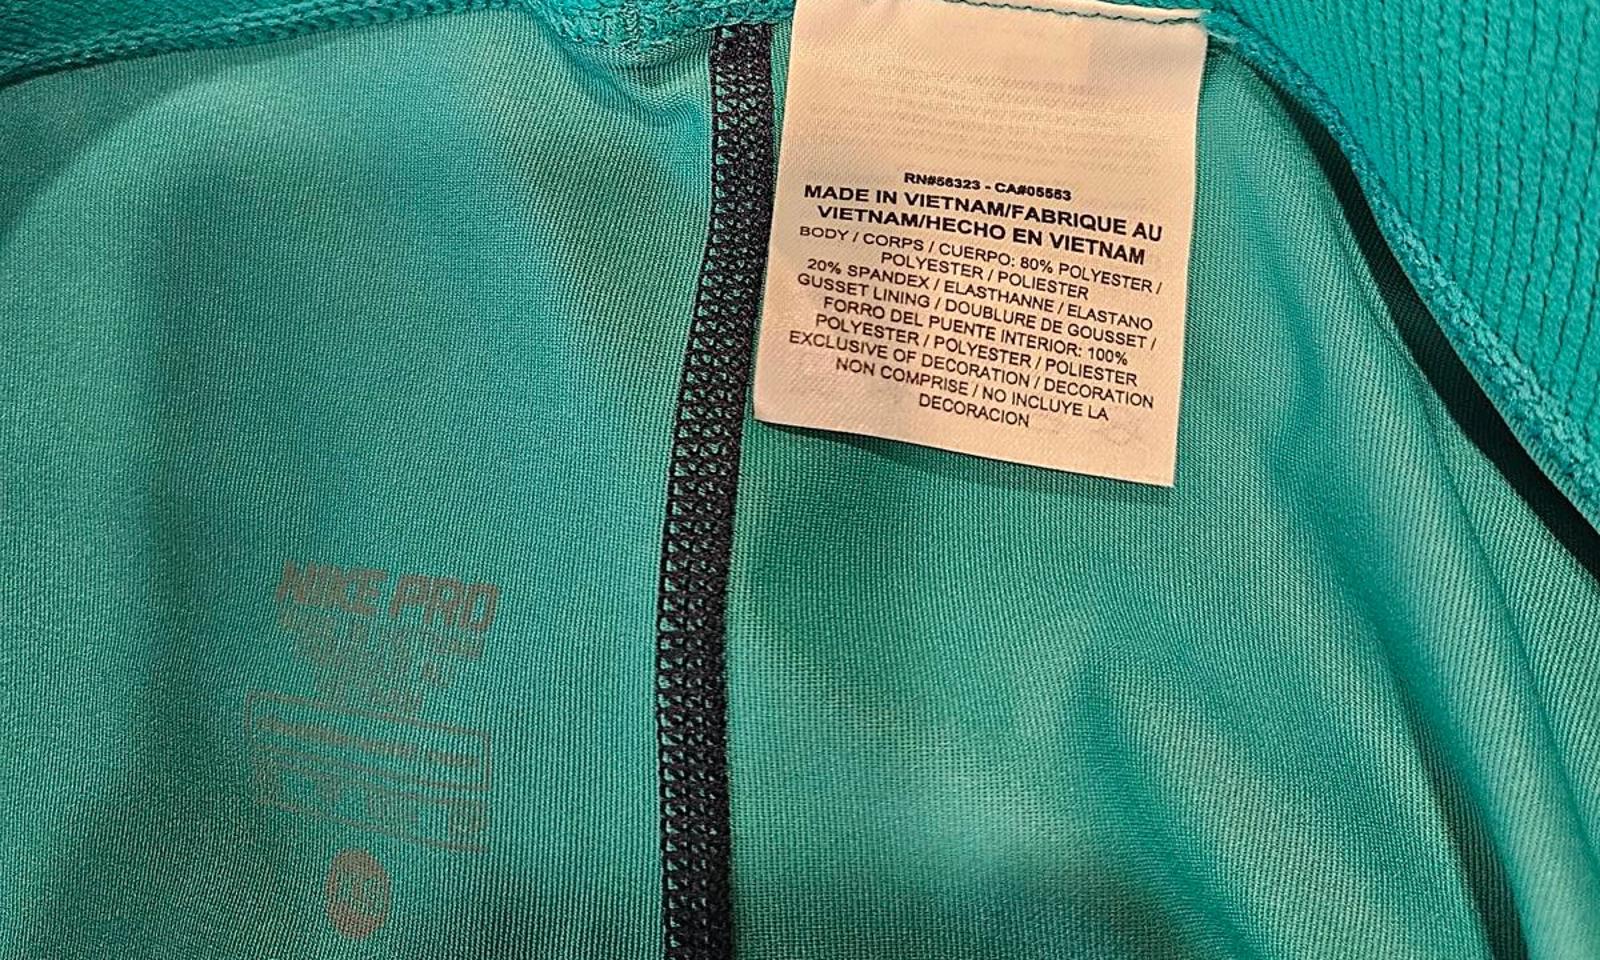 RN#56323 - CA#05553
MADE IN VIETNAM/FABRIQUE AU
VIETNAM/HECHO EN VIETNAM
BODY / CORPS / CUERPO: 80% POLYESTER /
POLYESTER / POLIESTER
20% SPANDEX / ELASTHANNE / ELASTANO
GUSSET LINING / DOUBLURE DE GOUSSET /
FORRO DEL PUENTE INTERIOR: 100%
POLYESTER / POLYESTER / POLIESTER
EXCLUSIVE OF DECORATION / DECORATION
NON COMPRISE / NO INCLUYE LA
DECORACION
NIKE PRO